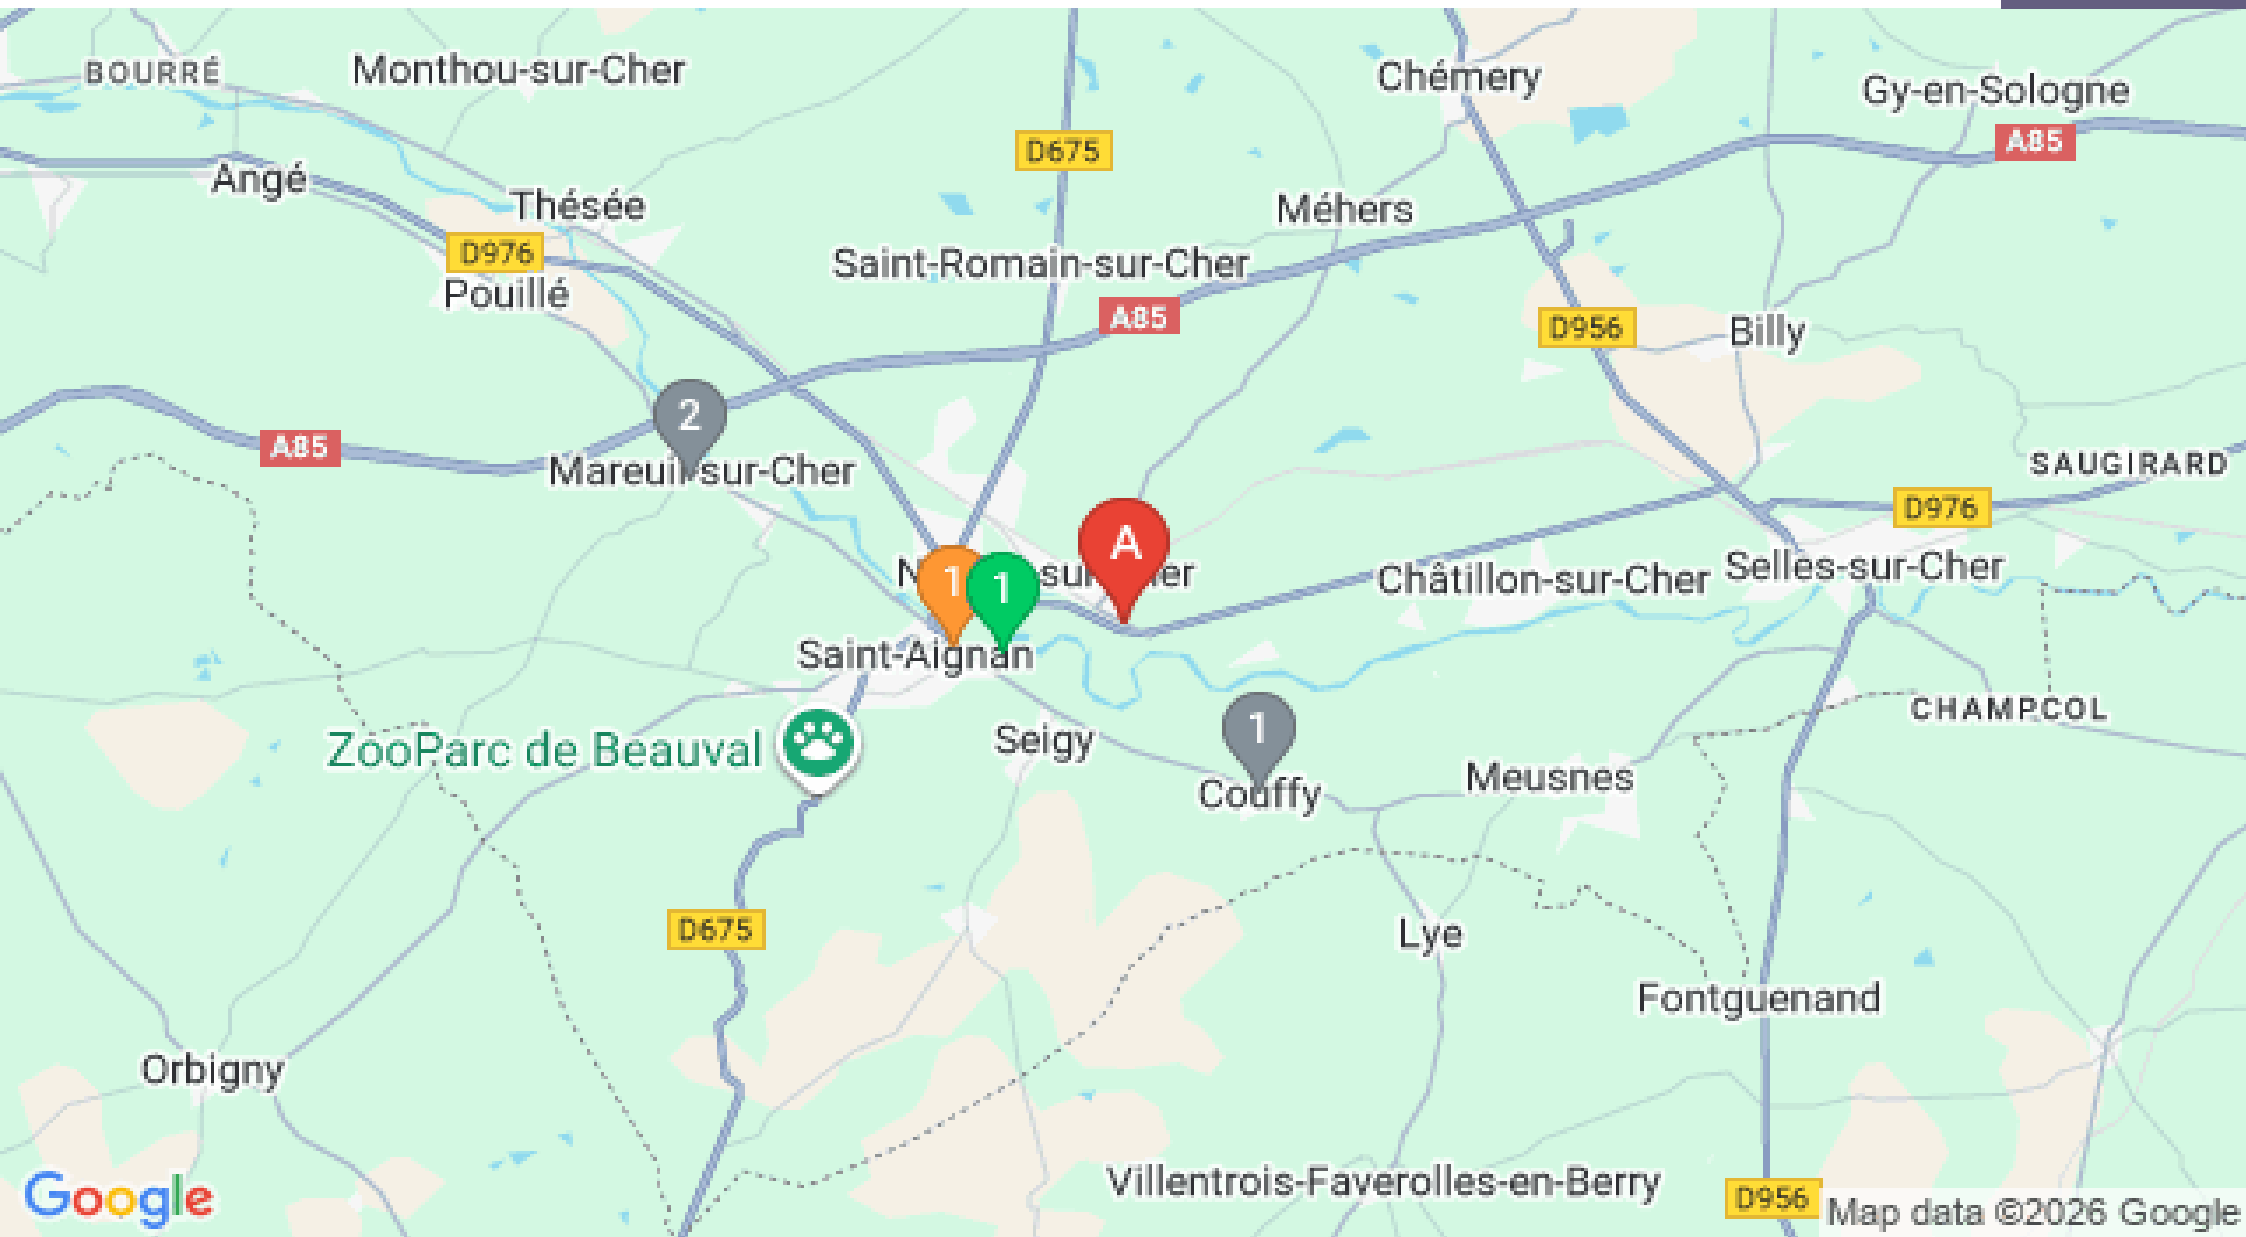 BOURRÉ
Monthou-sur-Cher
Chémery
Gy-en-Sologne
D675
A85
Angé
Thésée
Méhers
D976
Saint-Romain-sur-Cher
Pouillé
A85
D956
Billy
2
A85
Mareuil-sur-Cher
SAUGIRARD
D976
A
1
1
sur
er
Châtillon-sur-Cher
Selles-sur-Cher
Saint-Aignan
CHAMPCOL
1
ZooParc de Beauval
Seigy
Meusnes
Couffy
D675
Lye
Fontguenand
Orbigny
Villentrois-Faverolles-en-Berry
D956
Google
Map data ©2026 Google